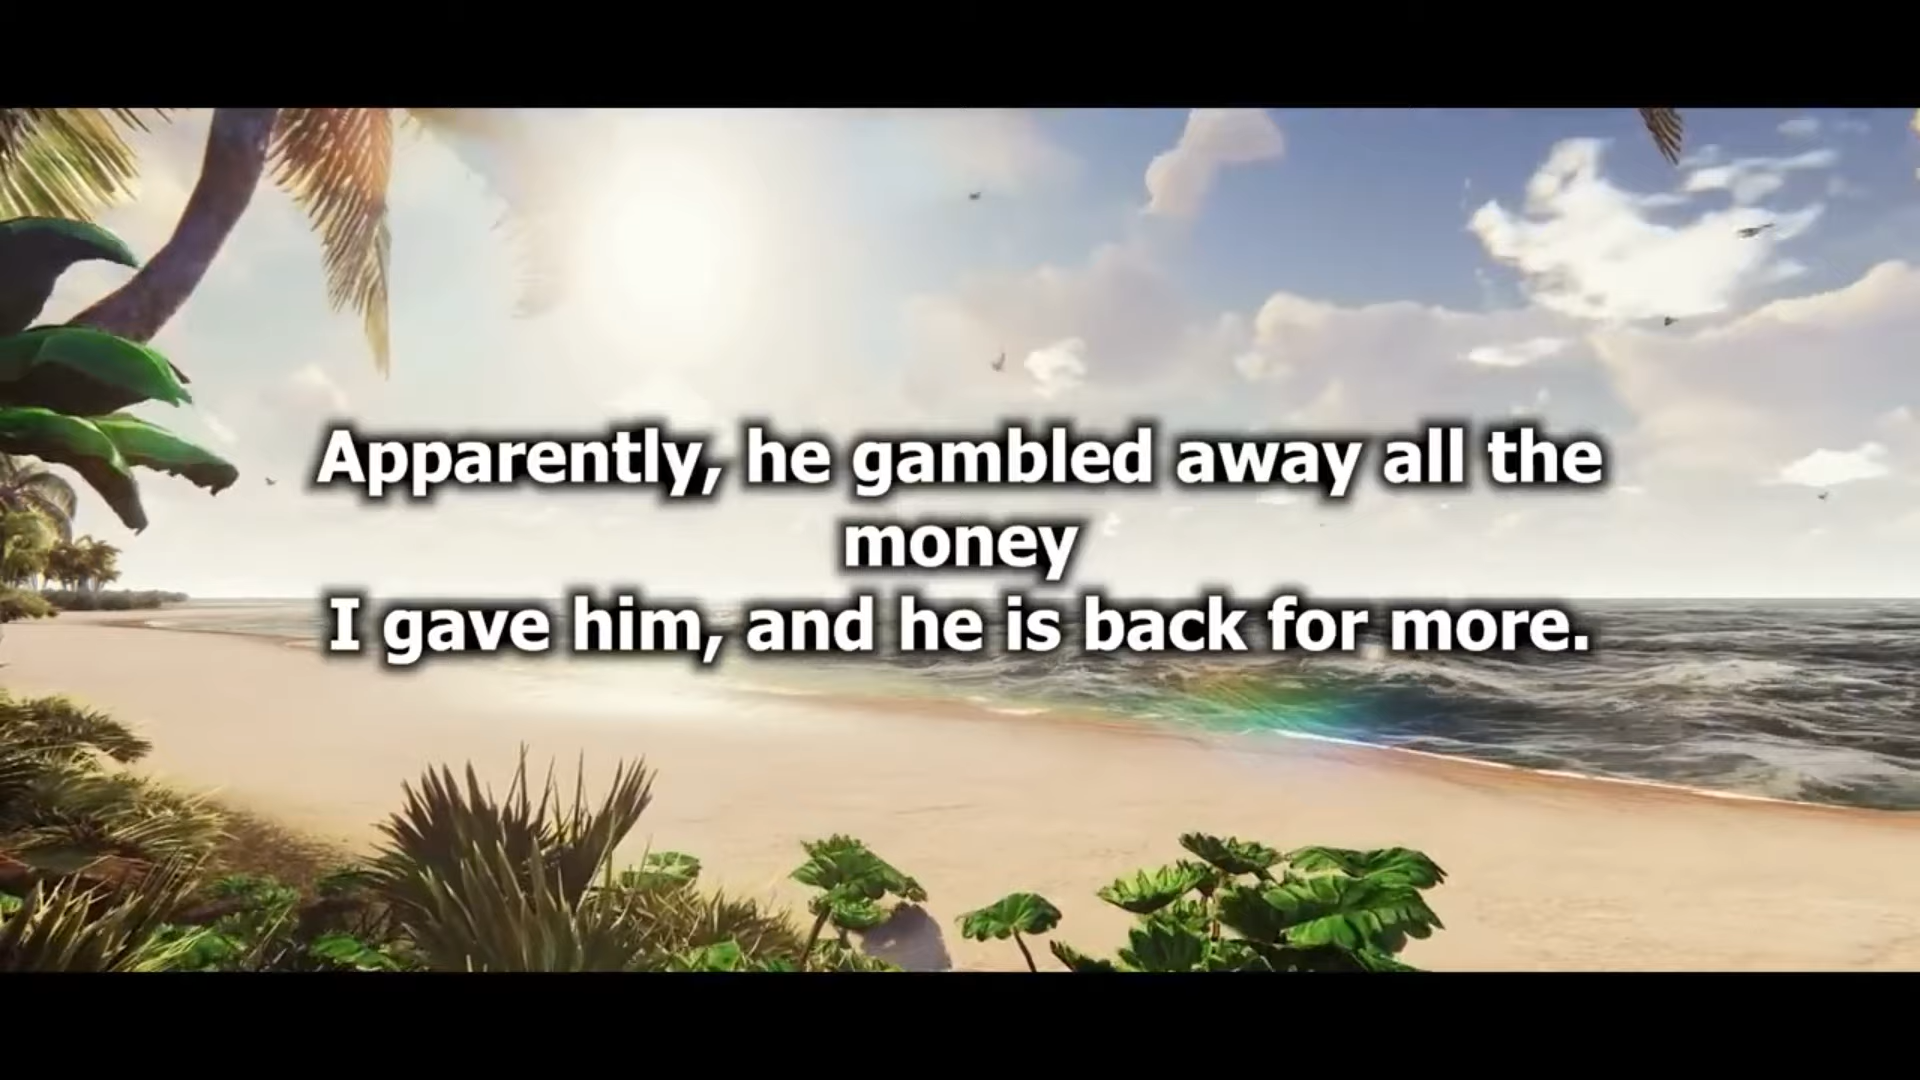 Apparently, he gambled away all the
money
I gave him, and he is back for more.